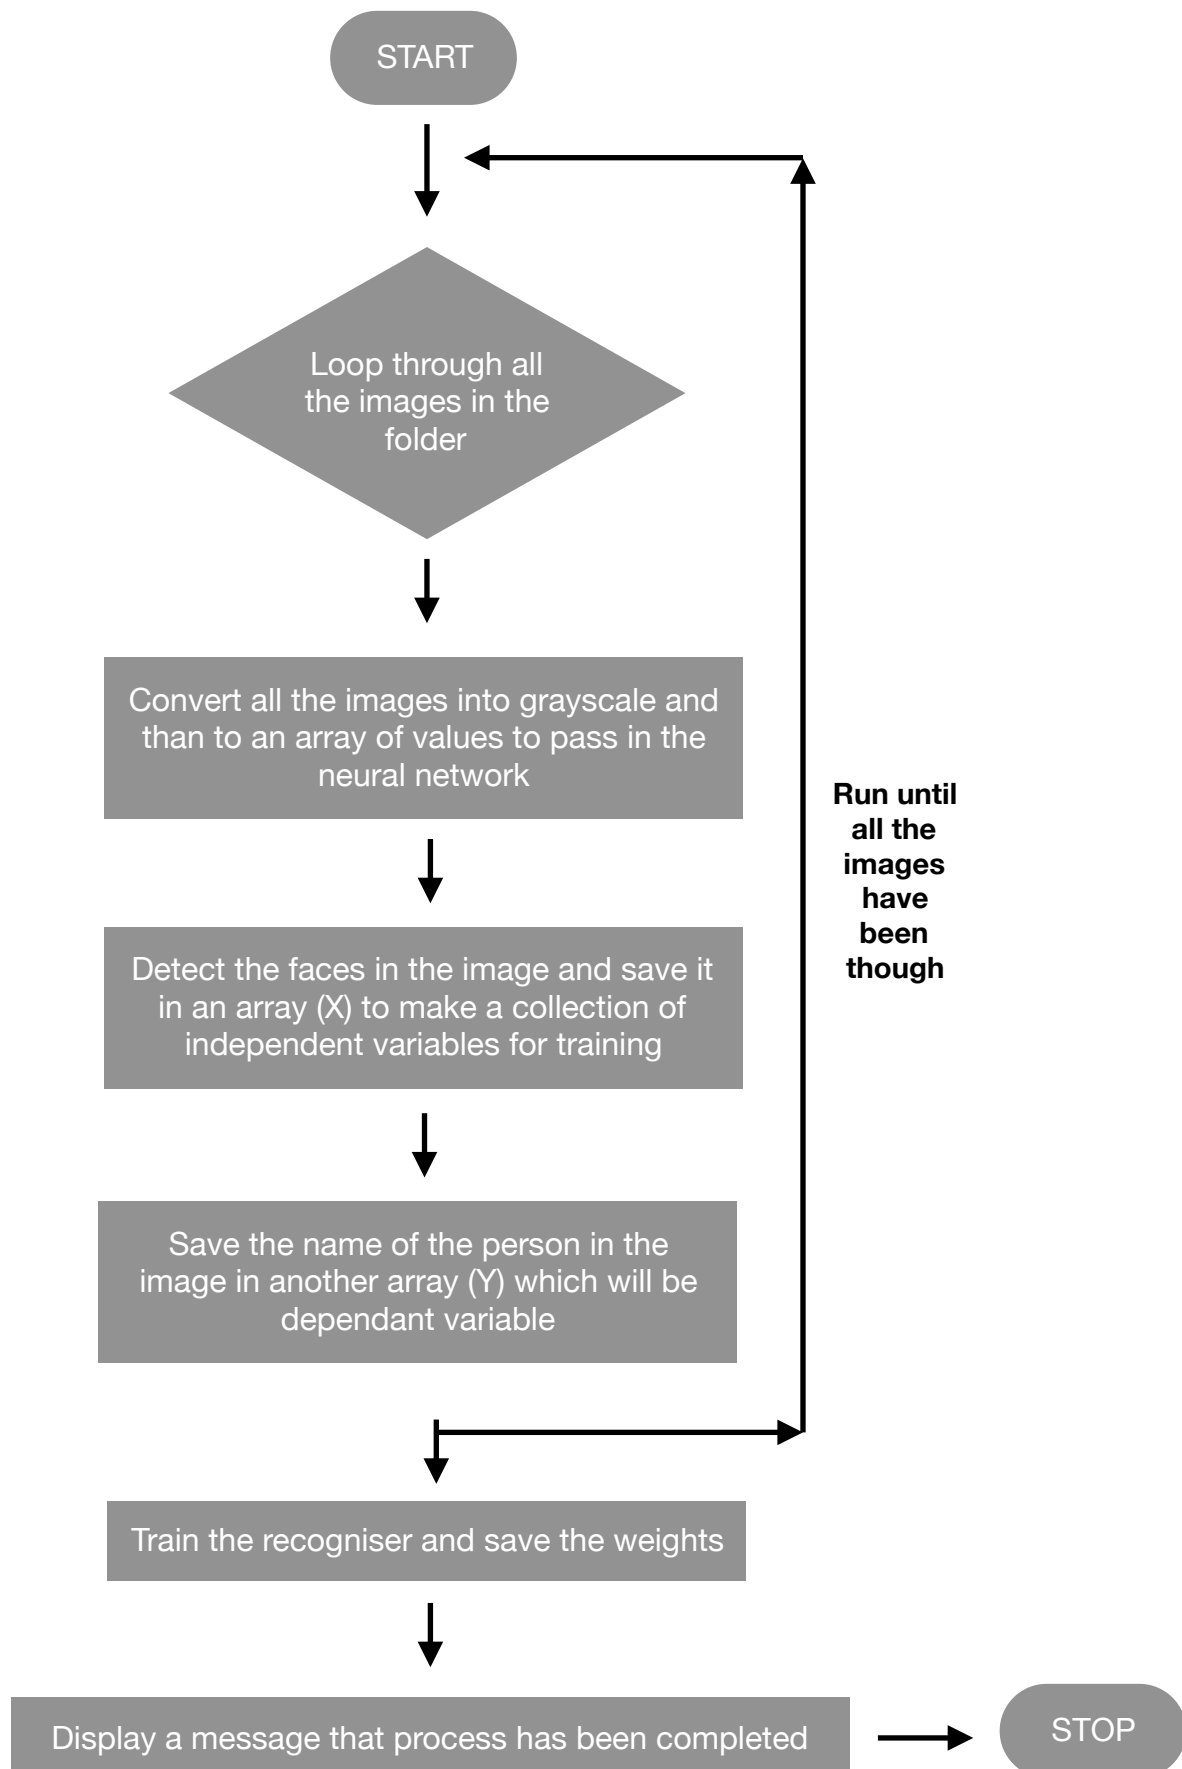 START
Loop through all
the images in the
folder
Convert all the images into grayscale and
than to an array of values to pass in the
neural network
Run until
all the
images
have
been
though
Detect the faces in the image and save it
in an array (X) to make a collection of
independent variables for training
Save the name of the person in the
image in another array (Y) which will be
dependant variable
Train the recogniser and save the weights
Display a message that process has been completed
STOP